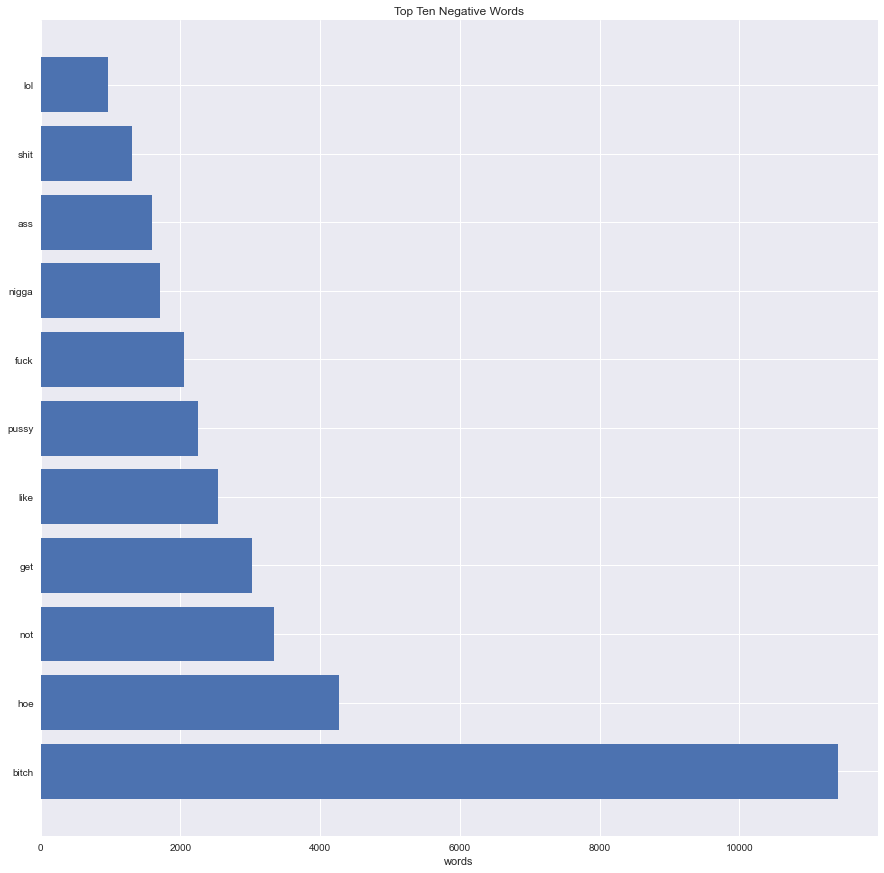 Top Ten Negative Words
lol
shit
ass
nigga
fuck
pussy
like
get
not
hoe
bitch
0 2000 4000 6000 8000 10000
words